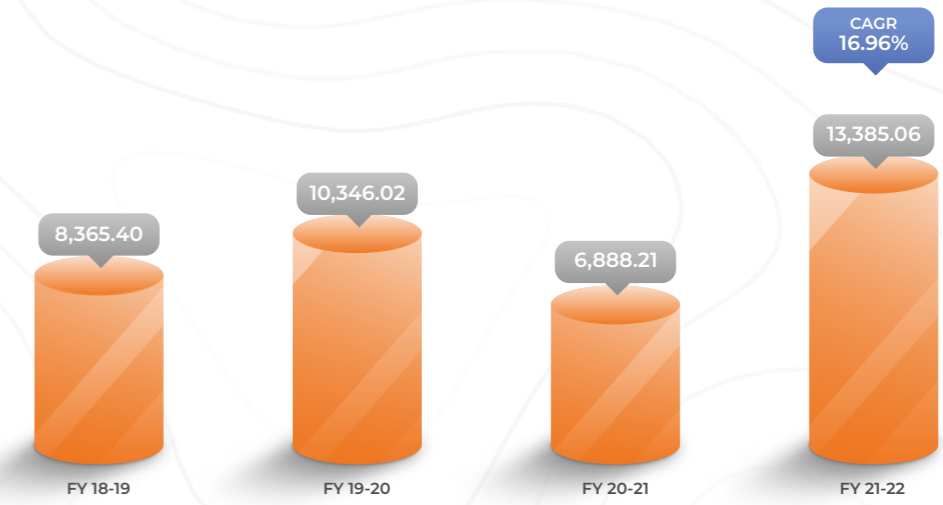 CAGR
16.96%
13,385.06
10,346.02
8,365.40
6,888.21
FY 18-19
FY 19-20
FY 20-21
FY 21-22